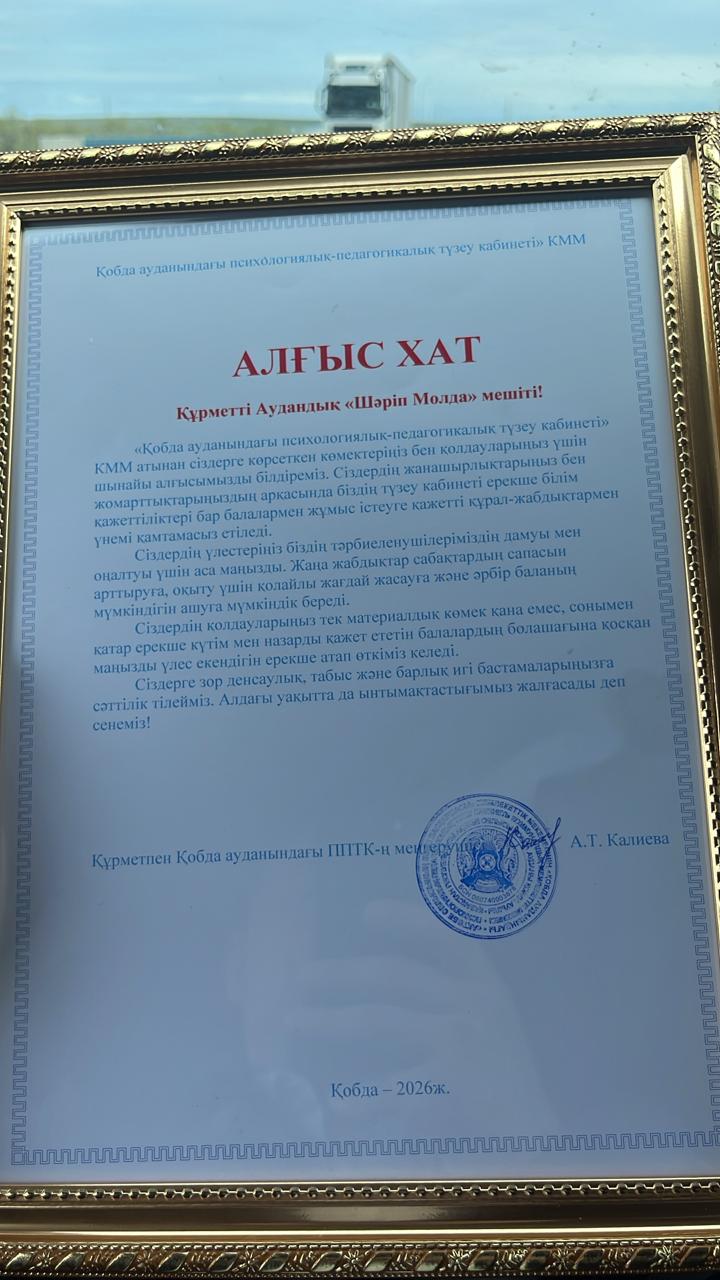 Қобда ауданындағы психологиялық-педагогикалық түзеу кабинеті» КММ
АЛҒЫС ХАТ
Құрметті Аудандық «Шәріп Молда» мешіті!
«Қобда ауданындағы психологиялық-педагогикалық түзеу кабинеті»
КММ атынан сіздерге көрсеткен көмектеріңіз бен қолдауларыңыз үшін
шынайы алғысымызды білдіреміз. Сіздердің жанашырлықтарыңыз бен
жомарттықтарыңыздың арқасында біздің түзеу кабинеті ерекше білім
қажеттіліктері бар балалармен жұмыс істеуге қажетті құрал-жабдықтармен
үнемі қамтамасыз етіледі.
Сіздердің үлестеріңіз біздің тәрбиеленушілеріміздің дамуы мен
оңалтуы үшін аса маңызды. Жаңа жабдықтар сабақтардың сапасын
арттыруға, оқыту үшін қолайлы жағдай жасауға және әрбір баланың
мүмкіндігін ашуға мүмкіндік береді.
Сіздердің қолдауларыңыз тек материалдық көмек қана емес, сонымен
қатар ерекше күтім мен назарды қажет ететін балалардың болашағына қосқан
маңызды үлес екендігін ерекше атап өткіміз келеді.
Сіздерге зор денсаулық, табыс және барлық игі бастамаларыңызға
сәттілік тілейміз. Алдағы уақытта да ынтымақтастығымыз жалғасады деп
сенеміз!
Құрметпен Қобда ауданындағы ППТК-ң меңгерушісі А.Т. Калиева
Қобда – 2026ж.